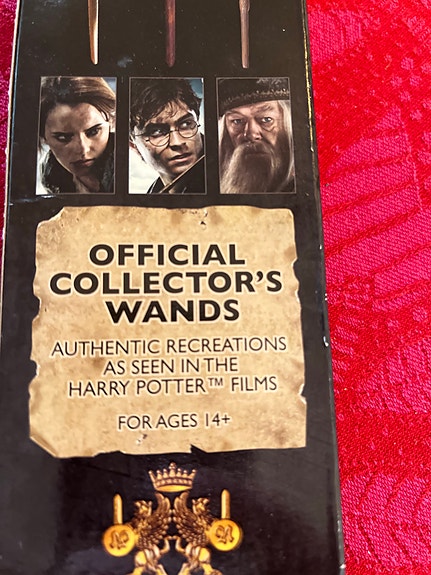 OFFICIAL
COLLECTOR'S
WANDS
AUTHENTIC RECREATIONS
AS SEEN IN THE
HARRY POTTER™ FILMS
FOR AGES 14+